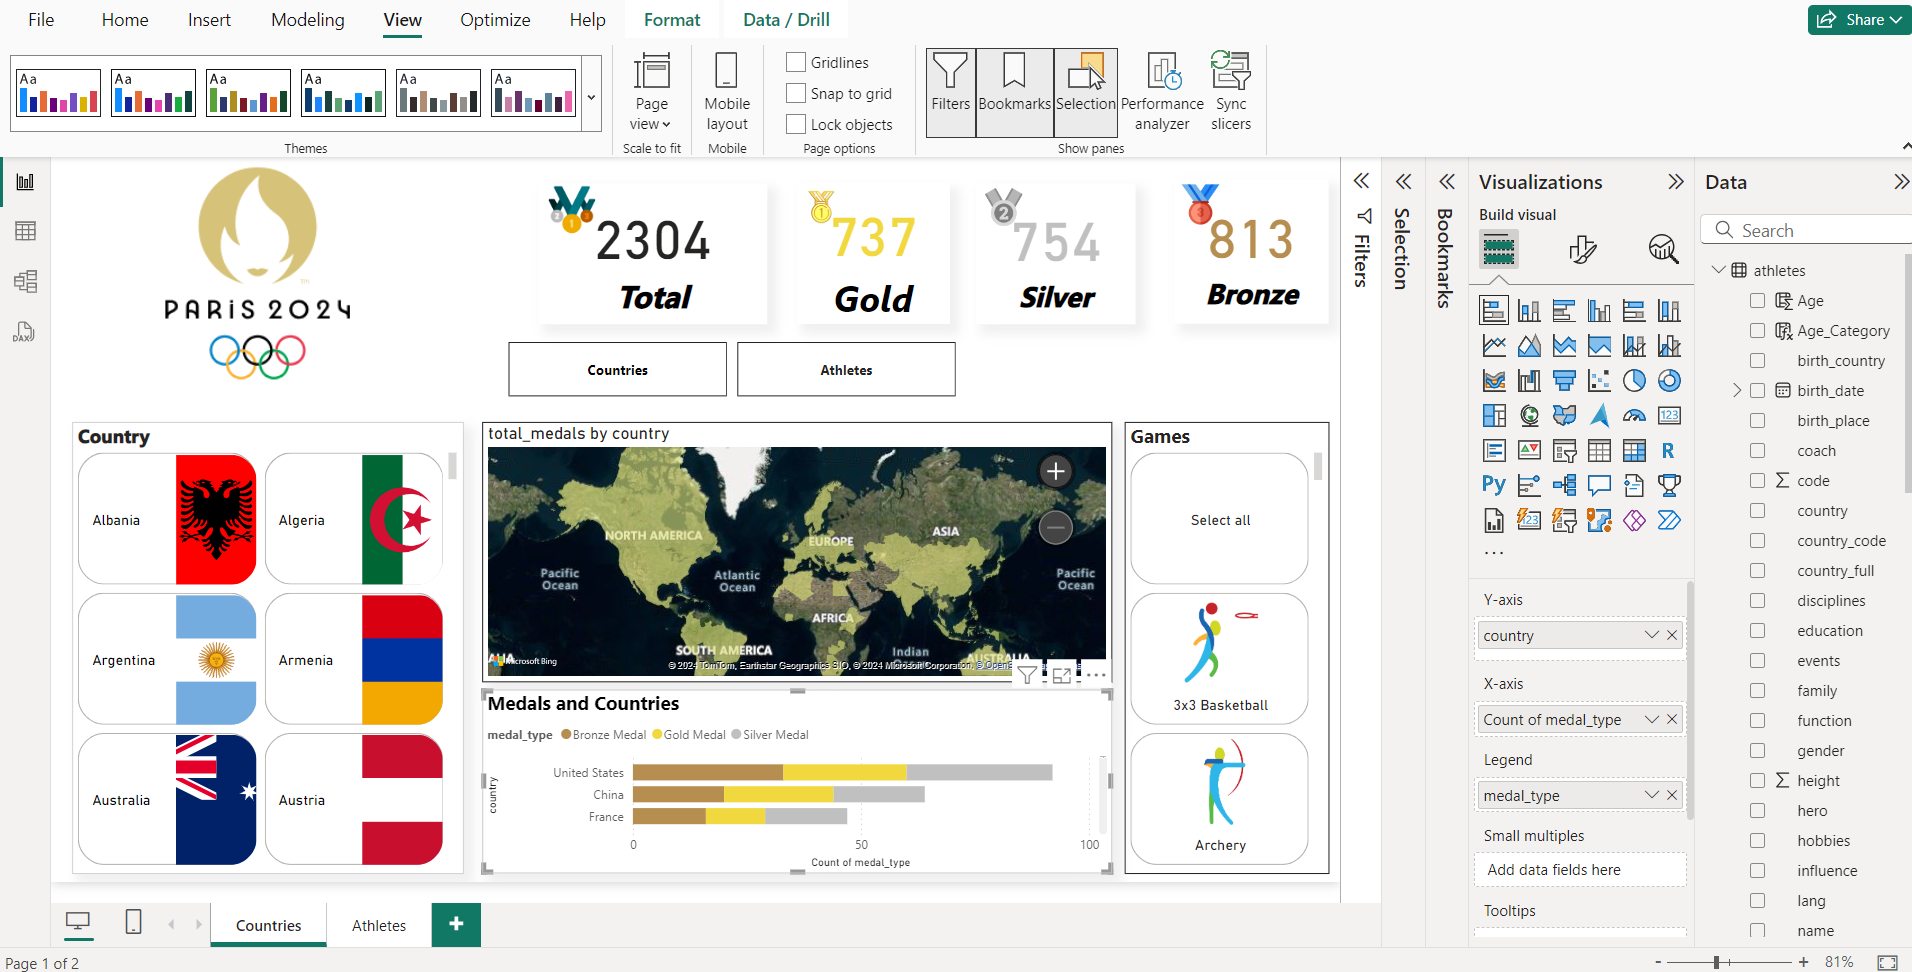 File Home Insert Modeling View Optimize Help Format Data / Drill
Share
Aa Aa Aa Aa Aa Aa
Themes
Page view
Scale to fit
Mobile layout
Mobile
Gridlines
Snap to grid
Lock objects
Page options
Filters
Bookmarks
Selection
Performance analyzer
Sync slicers
Show panes
DAX
PARIS 2024
2304
Total
1
737
Gold
2
754
Silver
3
813
Bronze
Countries
Athletes
Country
Albania
Algeria
Argentina
Armenia
Australia
Austria
total_medals by country
NORTH AMERICA
EUROPE
ASIA
Pacific Ocean
Atlantic Ocean
Pacific Ocean
AFRICA
SOUTH AMERICA
Indian
AUSTRALIA
Microsoft Bing
© 2024 TomTom, Earthstar Geographics SIO, © 2024 Microsoft Corporation,
Medals and Countries
medal_type Bronze Medal Gold Medal Silver Medal
country
United States
China
France
0 50 100
Count of medal_type
Games
Select all
3x3 Basketball
Archery
Filters
Selection
Bookmarks
Visualizations
Build visual
123
R
Py
123
Y-axis
country
X-axis
Count of medal_type
Legend
medal_type
Small multiples
Add data fields here
Tooltips
Data
Search
athletes
Age
Age_Category
birth_country
birth_date
birth_place
coach
code
country
country_code
country_full
disciplines
education
events
family
function
gender
height
hero
hobbies
influence
lang
name
Countries
Athletes
+
Page 1 of 2
- + 81%